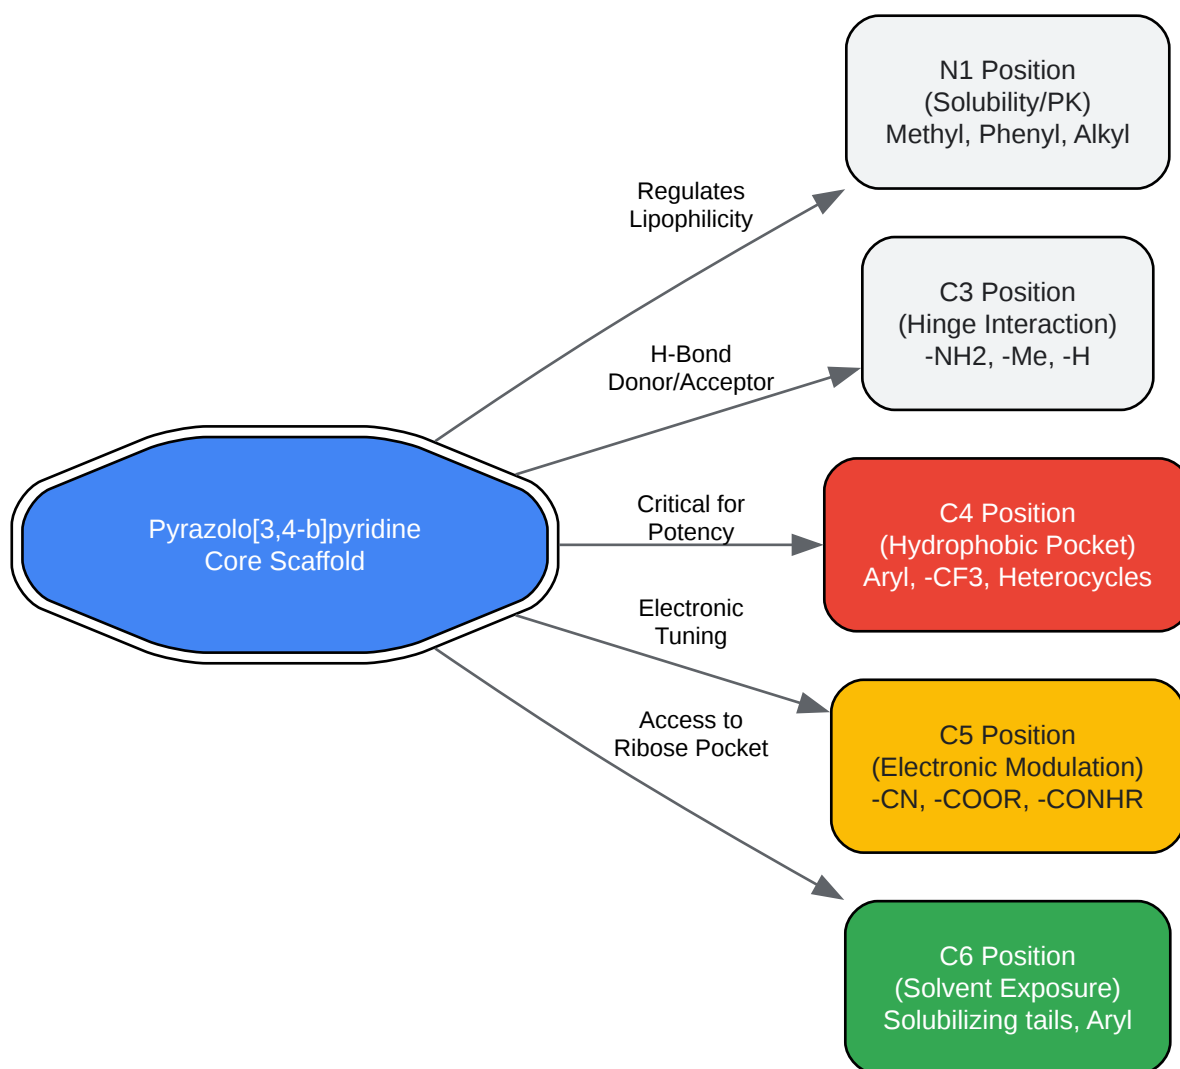 N1 Position
(Solubility/PK)
Methyl, Phenyl, Alkyl
Regulates
Lipophilicity
C3 Position
(Hinge Interaction)
-NH2, -Me, -H
H-Bond
Donor/Acceptor
Pyrazolo[3,4-b]pyridine
Core Scaffold
Critical for
Potency
C4 Position
(Hydrophobic Pocket)
Aryl, -CF3, Heterocycles
Electronic
Tuning
C5 Position
(Electronic Modulation)
-CN, -COOR, -CONHR
Access to
Ribose Pocket
C6 Position
(Solvent Exposure)
Solubilizing tails, Aryl